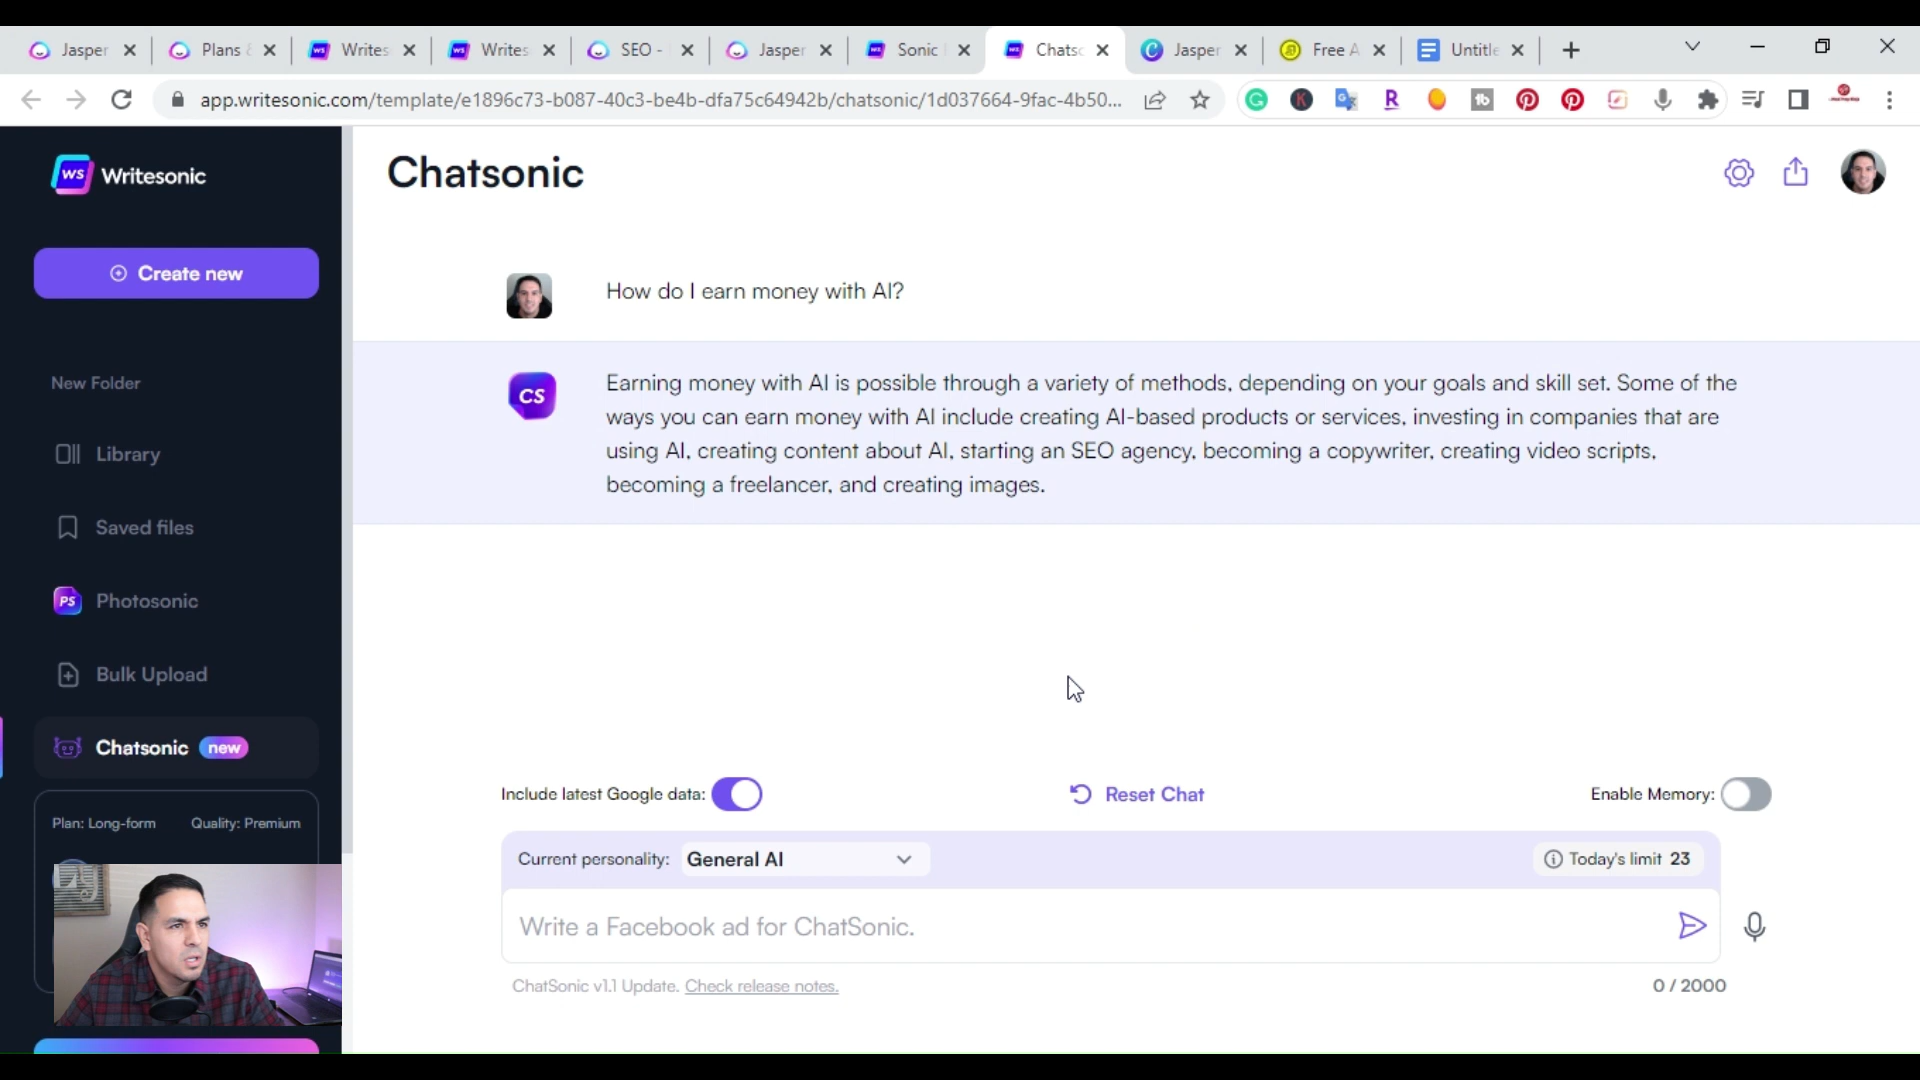 Jasper
Plans &
Writes
Writes
SEO -
Jasper
Sonic
Chatsc
Jasper
Free A
Untitle
app.writesonic.com/template/e1896c73-b087-40c3-be4b-dfa75c64942b/chatsonic/1d037664-9fac-4b50...
WS Writesonic
Chatsonic
Create new
How do I earn money with AI?
New Folder
CS
Earning money with AI is possible through a variety of methods, depending on your goals and skill set. Some of the
ways you can earn money with AI include creating AI-based products or services, investing in companies that are
using AI, creating content about AI, starting an SEO agency, becoming a copywriter, creating video scripts,
becoming a freelancer, and creating images.
Library
Saved files
PS Photosonic
Bulk Upload
Chatsonic new
Include latest Google data:
Reset Chat
Enable Memory:
Plan: Long-form Quality: Premium
Current personality: General AI
Today's limit 23
Write a Facebook ad for ChatSonic.
ChatSonic v1.1 Update. Check release notes.
0 / 2000